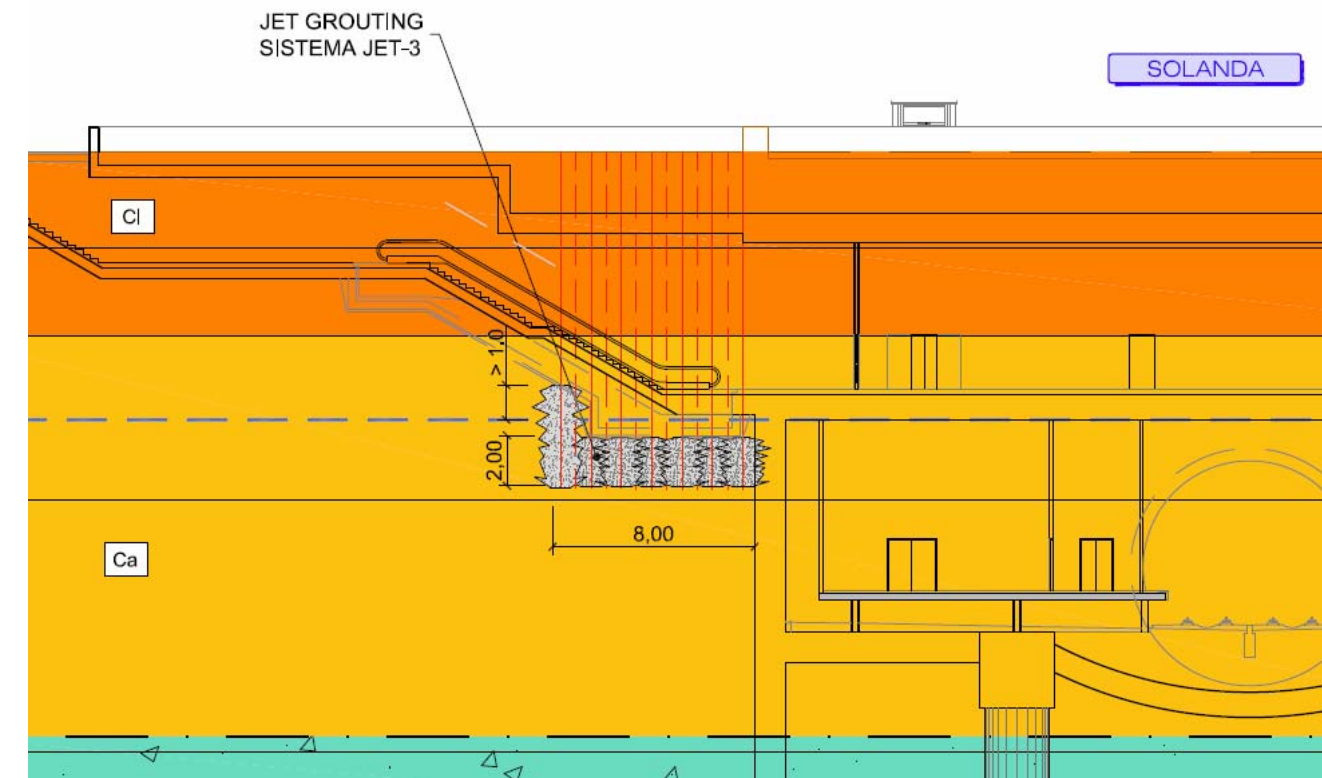 JET GROUTING
SISTEMA JET-3
SOLANDA
Cl
> 1,0
2,00
8,00
Ca